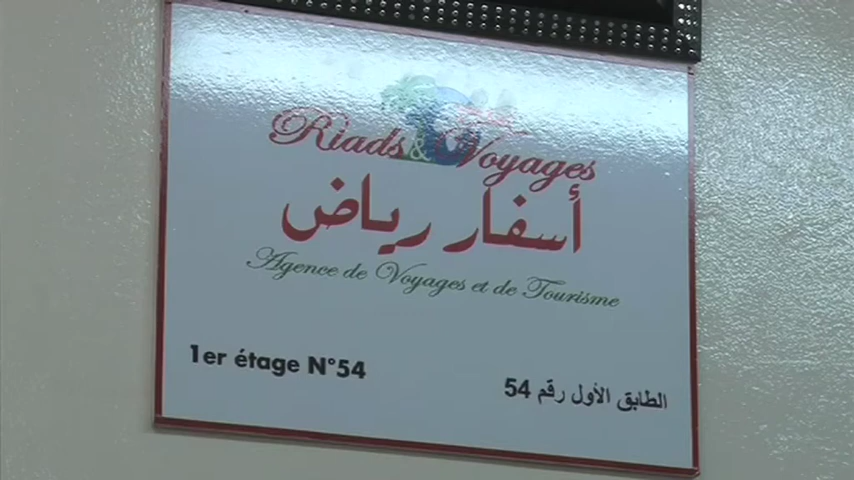 Riads & Voyages
أسفار رياض
Agence de Voyages et de Tourisme
1er étage N°54
الطابق الأول رقم 54